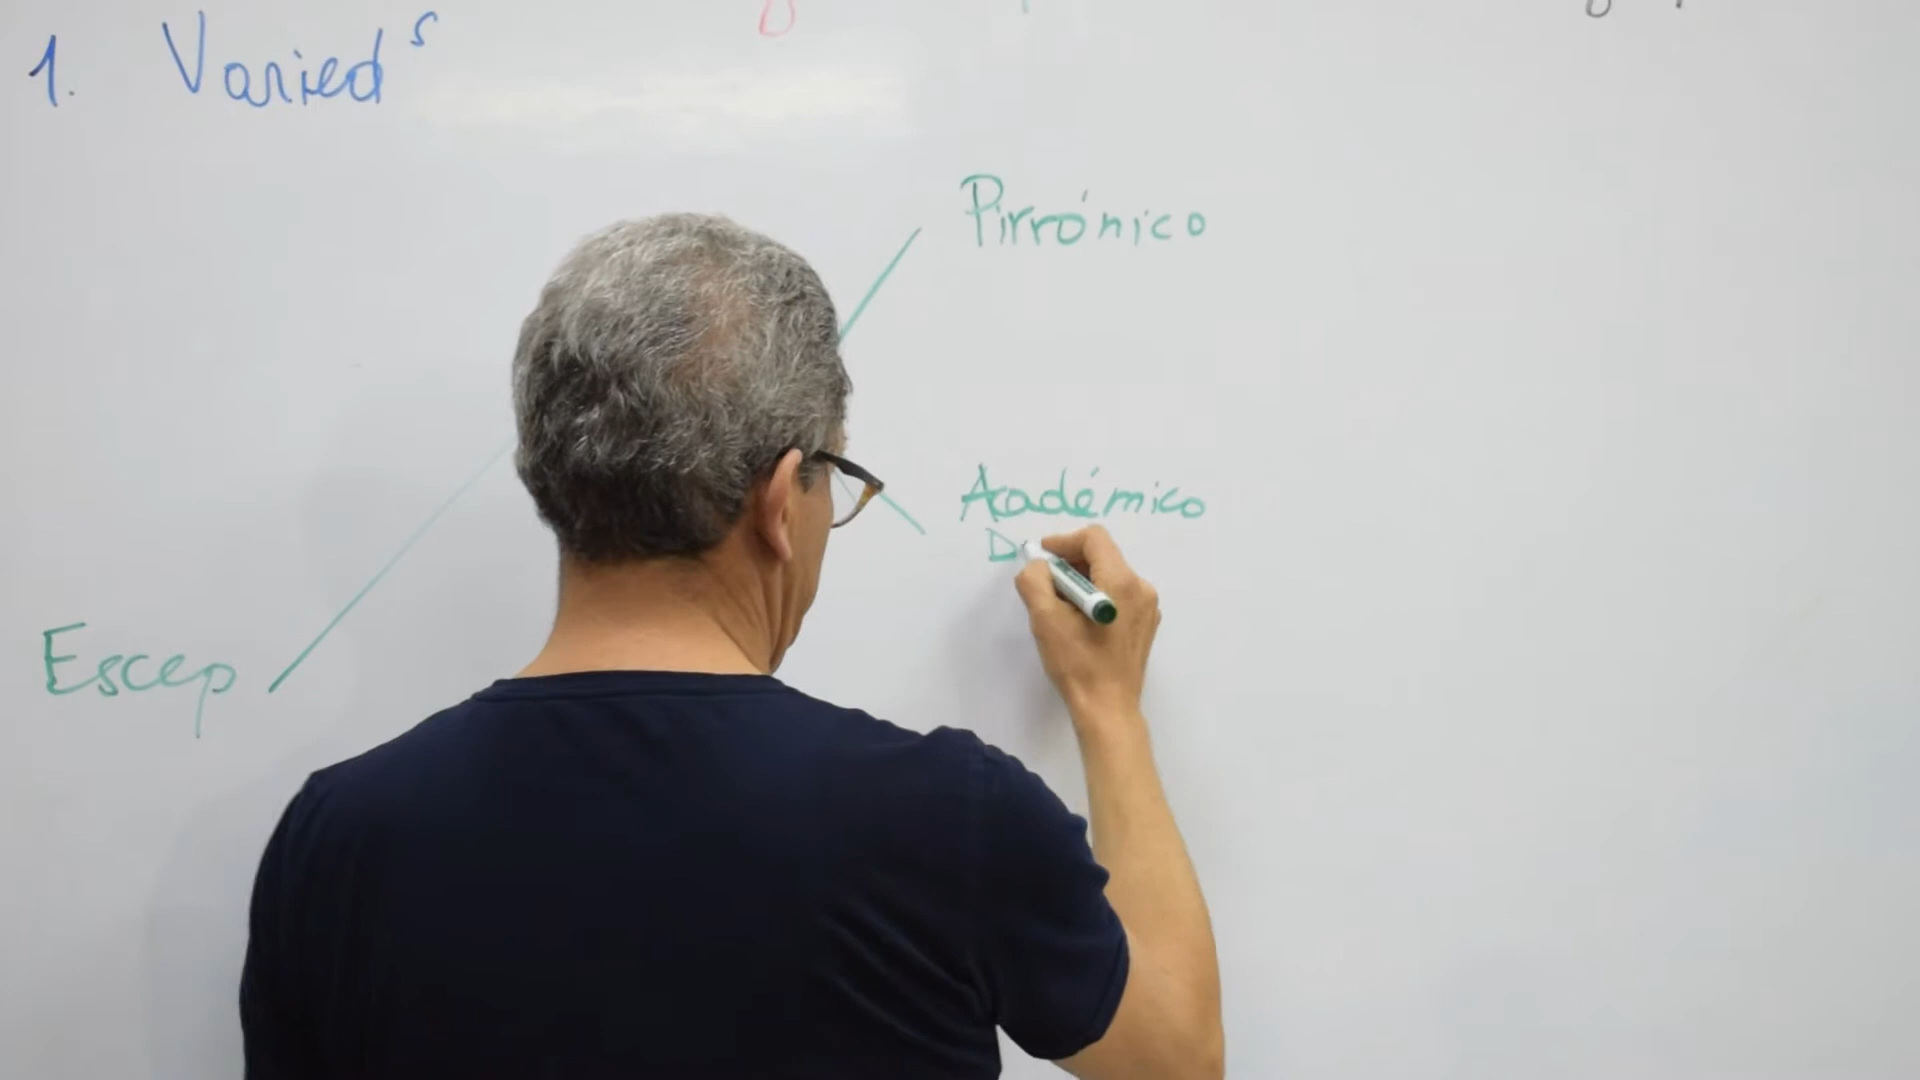 1. Varied s
Pirrónico
Académico
D
Escep